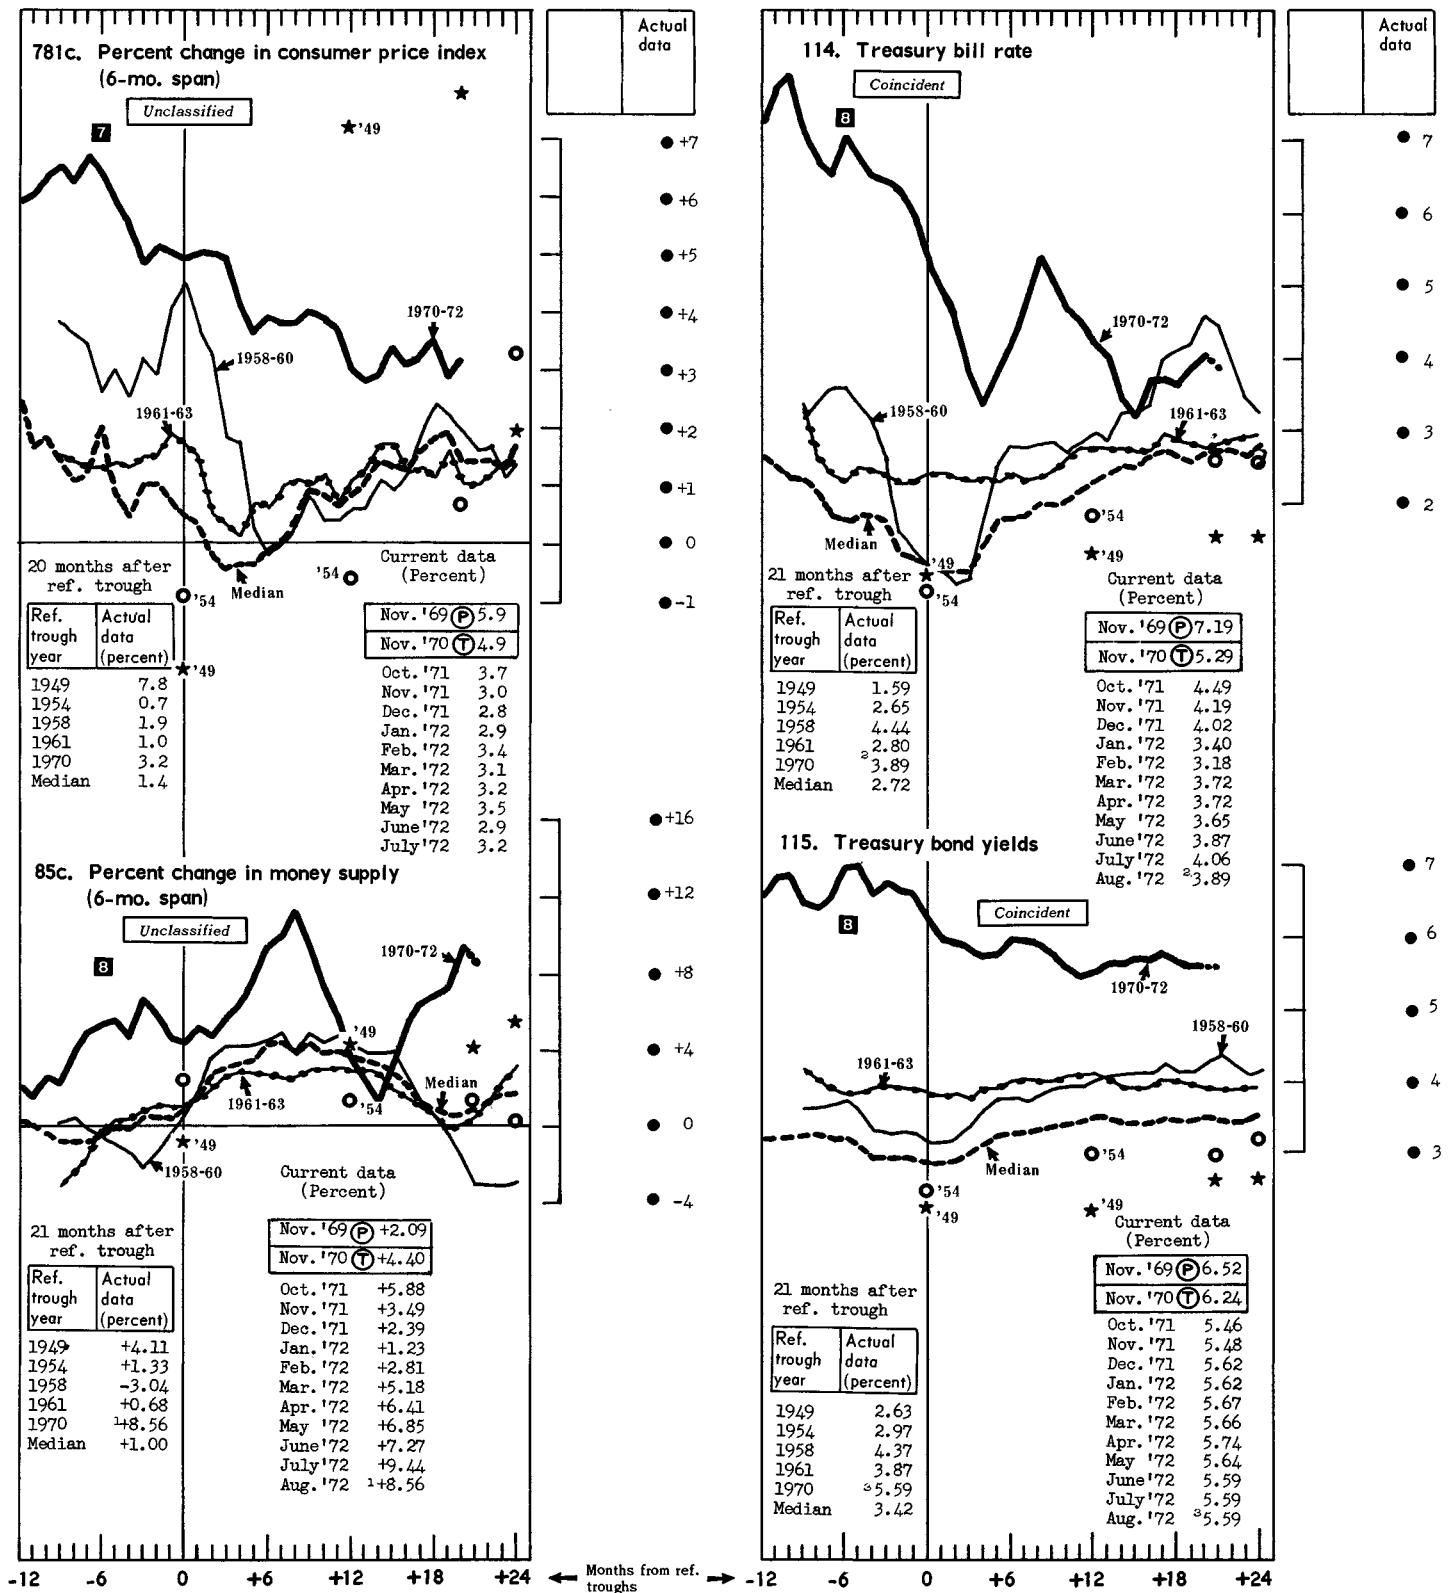 781c. Percent change in consumer price index
(6-mo. span)
Unclassified
7
★'49
1970-72
1958-60
1961-63
Median
'54
'54
'49
Actual
data
+7
+6
+5
+4
+3
+2
+1
0
-1
20 months after
ref. trough
Ref. trough year
Actual data (percent)
1949 7.8
1954 0.7
1958 1.9
1961 1.0
1970 3.2
Median 1.4
Current data
(Percent)
Nov. '69 P 5.9
Nov. '70 T 4.9
Oct. '71 3.7
Nov. '71 3.0
Dec. '71 2.8
Jan. '72 2.9
Feb. '72 3.4
Mar. '72 3.1
Apr. '72 3.2
May '72 3.5
June '72 2.9
July '72 3.2
85c. Percent change in money supply
(6-mo. span)
Unclassified
8
1970-72
'49
Median
1961-63
'54
'49
1958-60
+16
+12
+8
+4
0
-4
21 months after
ref. trough
Ref. trough year
Actual data (percent)
1949 +4.11
1954 +1.33
1958 -3.04
1961 +0.68
1970 1+8.56
Median +1.00
Current data
(Percent)
Nov. '69 P +2.09
Nov. '70 T +4.40
Oct. '71 +5.88
Nov. '71 +3.49
Dec. '71 +2.39
Jan. '72 +1.23
Feb. '72 +2.81
Mar. '72 +5.18
Apr. '72 +6.41
May '72 +6.85
June '72 +7.27
July '72 +9.44
Aug. '72 1+8.56
-12 -6 0 +6 +12 +18 +24
Months from ref.
troughs
114. Treasury bill rate
Coincident
8
1970-72
1958-60
1961-63
Median
'49
'54
'54
'49
Actual
data
7
6
5
4
3
2
21 months after
ref. trough
Ref. trough year
Actual data (percent)
1949 1.59
1954 2.65
1958 4.44
1961 2.80
1970 2 3.89
Median 2.72
Current data
(Percent)
Nov. '69 P 7.19
Nov. '70 T 5.29
Oct. '71 4.49
Nov. '71 4.19
Dec. '71 4.02
Jan. '72 3.40
Feb. '72 3.18
Mar. '72 3.72
Apr. '72 3.72
May '72 3.65
June '72 3.87
July '72 4.06
Aug. '72 2 3.89
115. Treasury bond yields
Coincident
8
1970-72
1958-60
1961-63
Median
'54
'49
'54
'49
7
6
5
4
3
21 months after
ref. trough
Ref. trough year
Actual data (percent)
1949 2.63
1954 2.97
1958 4.37
1961 3.87
1970 3 5.59
Median 3.42
Current data
(Percent)
Nov. '69 P 6.52
Nov. '70 T 6.24
Oct. '71 5.46
Nov. '71 5.48
Dec. '71 5.62
Jan. '72 5.62
Feb. '72 5.67
Mar. '72 5.66
Apr. '72 5.74
May '72 5.64
June '72 5.59
July '72 5.59
Aug. '72 3 5.59
-12 -6 0 +6 +12 +18 +24